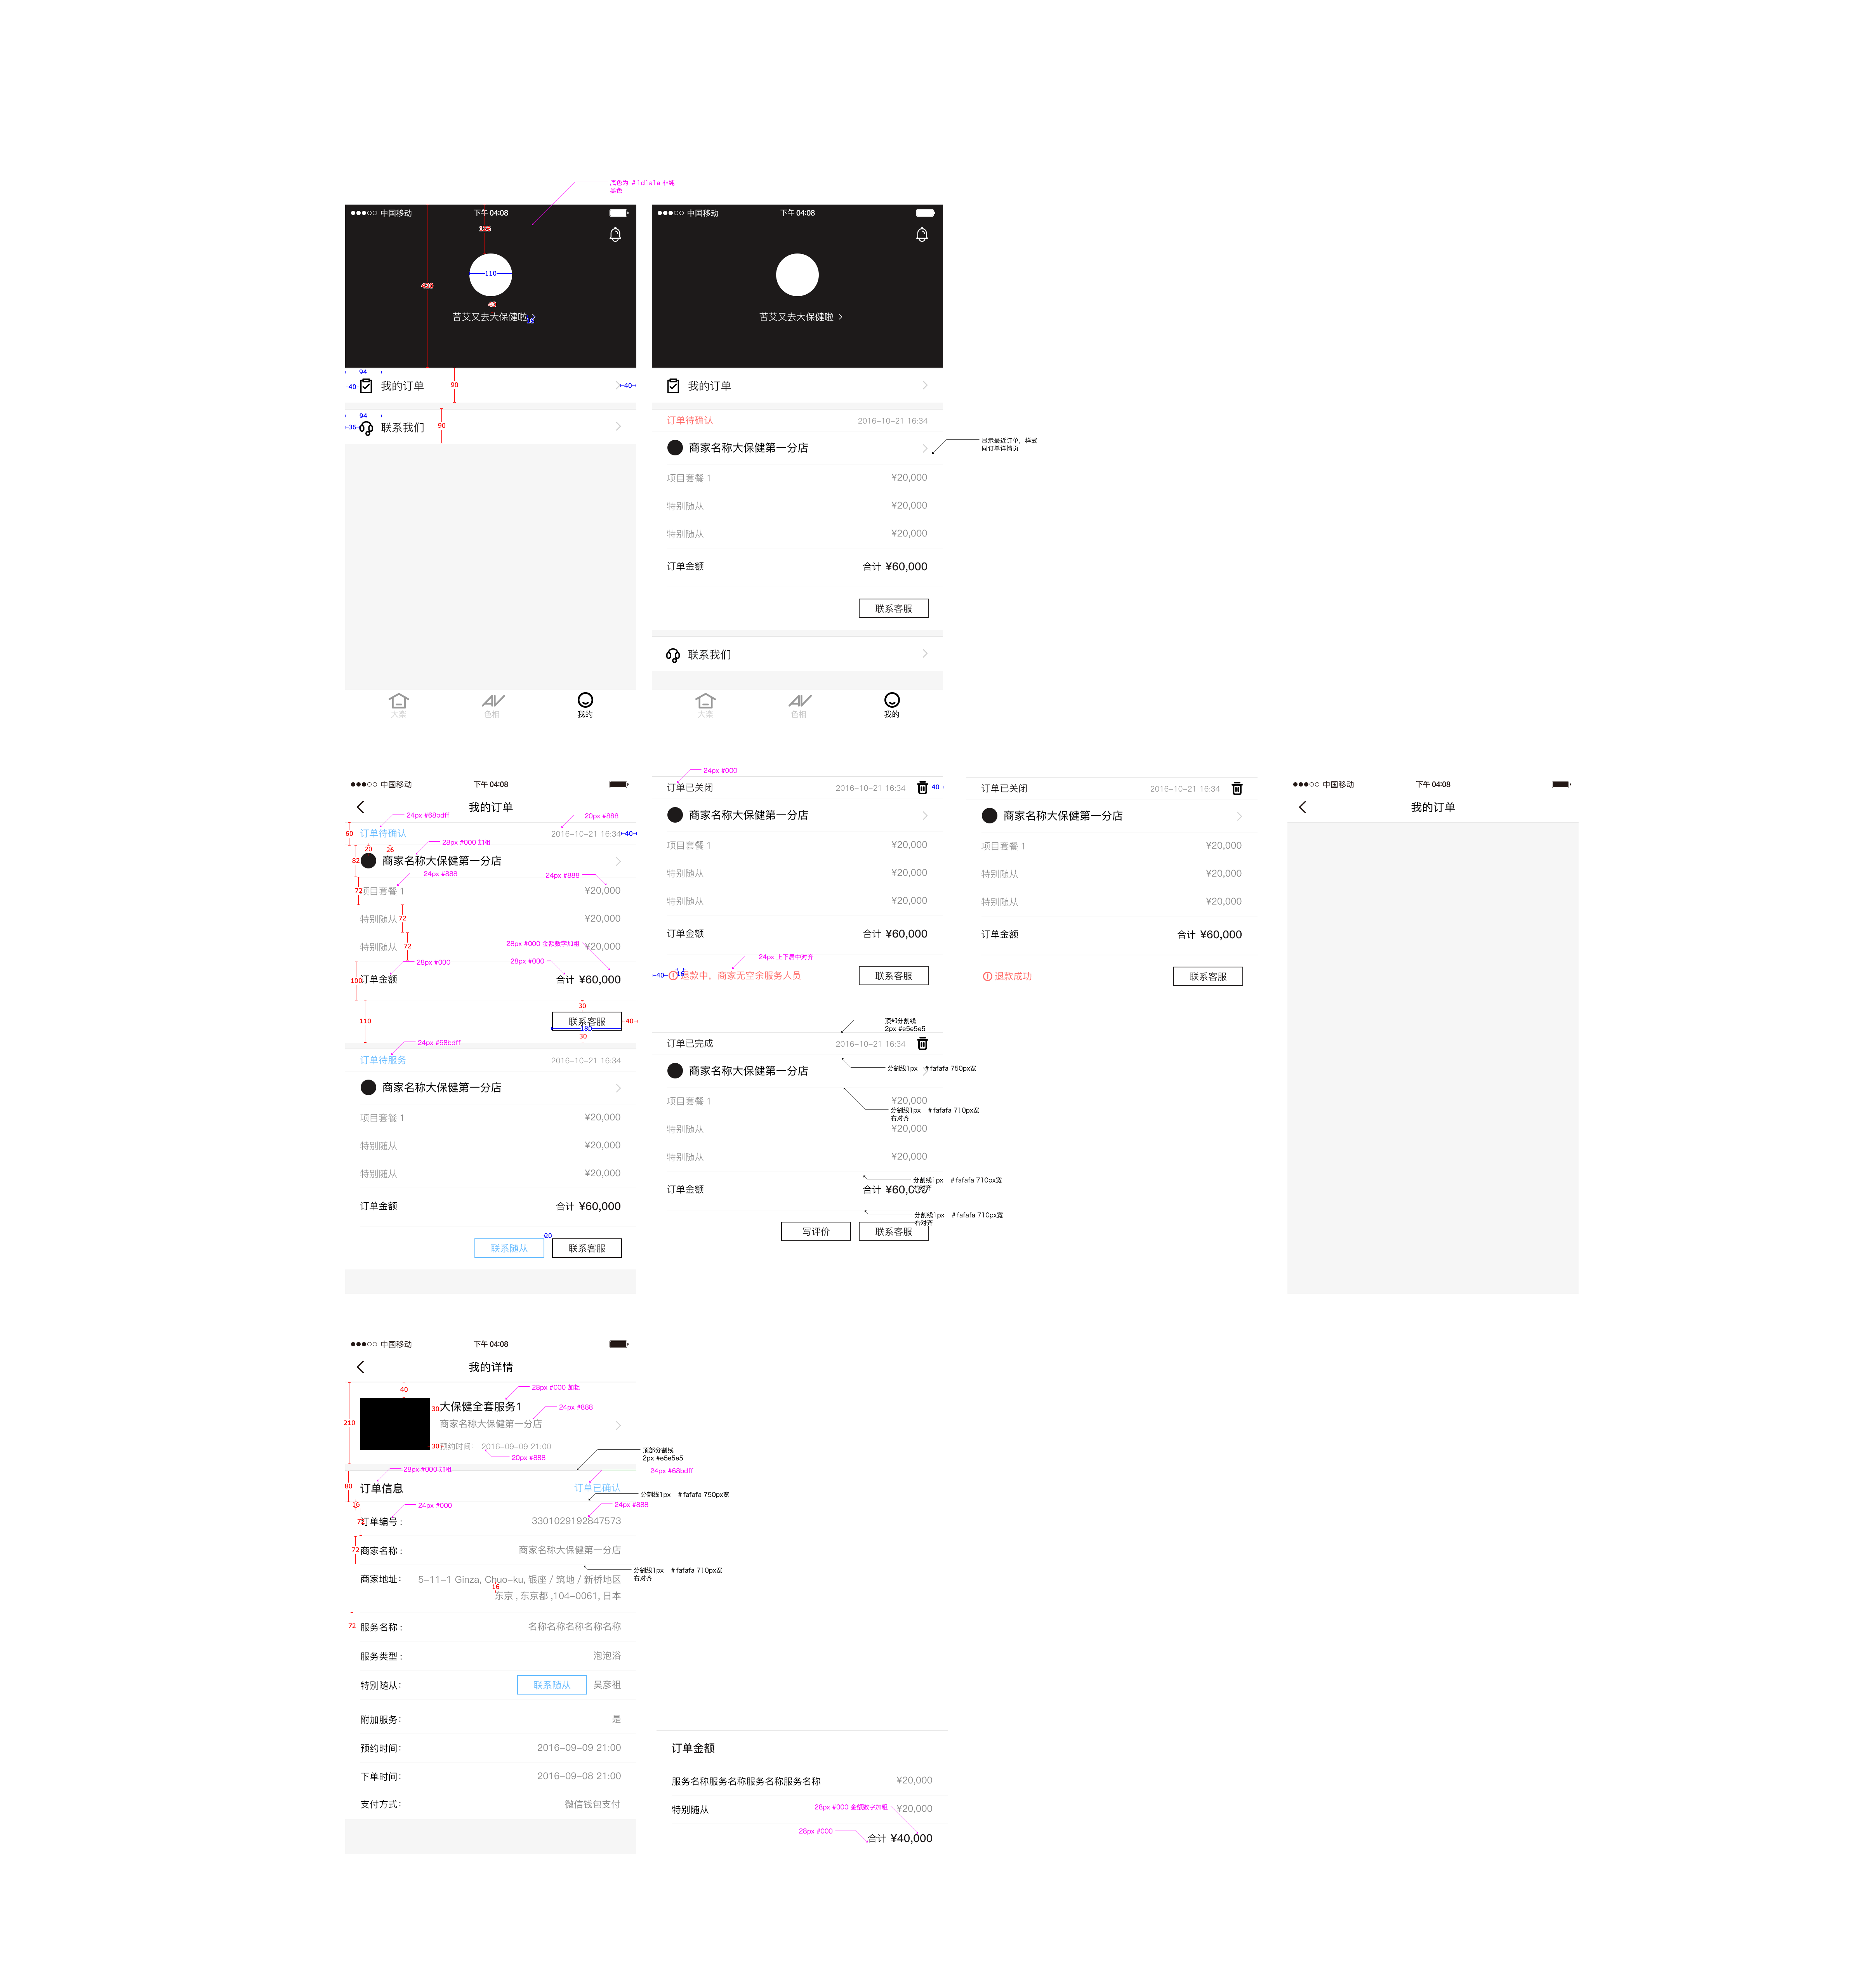 底色为 #1d1a1a 非纯
黑色
中国移动
下午 04:08
126
110
420
40
苦艾又去大保健啦
94
40
我的订单
90
40
94
36
联系我们
90
大案
色相
我的
中国移动
下午 04:08
苦艾又去大保健啦
我的订单
订单待确认
2016-10-21 16:34
商家名称大保健第一分店
显示最近订单，样式
同订单详情页
项目套餐 1
¥20,000
特别随从
¥20,000
特别随从
¥20,000
订单金额
合计 ¥60,000
联系客服
联系我们
大案
色相
我的
中国移动
下午 04:08
我的订单
24px #68bdff
20px #888
60
订单待确认
2016-10-21 16:34
40
28px #000 加粗
20
26
82
商家名称大保健第一分店
24px #888
24px #888
72
项目套餐 1
¥20,000
特别随从
72
¥20,000
28px #000 金额数字加粗
特别随从
72
¥20,000
28px #000
28px #000
100
订单金额
合计 ¥60,000
30
110
联系客服
40
180
30
24px #68bdff
订单待服务
2016-10-21 16:34
商家名称大保健第一分店
项目套餐 1
¥20,000
特别随从
¥20,000
特别随从
¥20,000
订单金额
合计 ¥60,000
20
联系随从
联系客服
24px #000
订单已关闭
2016-10-21 16:34
40
商家名称大保健第一分店
项目套餐 1
¥20,000
特别随从
¥20,000
特别随从
¥20,000
订单金额
合计 ¥60,000
24px 上下居中对齐
40
16
退款中，商家无空余服务人员
联系客服
顶部分割线
2px #e5e5e5
订单已完成
2016-10-21 16:34
商家名称大保健第一分店
分割线1px #fafafa 750px宽
项目套餐 1
¥20,000
分割线1px #fafafa 710px宽
右对齐
特别随从
¥20,000
特别随从
¥20,000
分割线1px #fafafa 710px宽
右对齐
订单金额
合计 ¥60,000
分割线1px #fafafa 710px宽
右对齐
写评价
联系客服
订单已关闭
2016-10-21 16:34
商家名称大保健第一分店
项目套餐 1
¥20,000
特别随从
¥20,000
特别随从
¥20,000
订单金额
合计 ¥60,000
退款成功
联系客服
中国移动
下午 04:08
我的订单
中国移动
下午 04:08
我的详情
40
28px #000 加粗
210
30
大保健全套服务1
24px #888
商家名称大保健第一分店
30
预约时间： 2016-09-09 21:00
20px #888
顶部分割线
2px #e5e5e5
28px #000 加粗
24px #68bdff
80
订单信息
订单已确认
分割线1px #fafafa 750px宽
16
24px #000
24px #888
订单编号：
3301029192847573
72
商家名称：
商家名称大保健第一分店
分割线1px #fafafa 710px宽
右对齐
商家地址：
5-11-1 Ginza, Chuo-ku, 银座 / 筑地 / 新桥地区
16
东京 , 东京都 ,104-0061, 日本
72
服务名称：
名称名称名称名称名称
服务类型：
泡泡浴
特别随从：
联系随从
吴彦祖
附加服务：
是
预约时间：
2016-09-09 21:00
下单时间：
2016-09-08 21:00
支付方式：
微信钱包支付
订单金额
服务名称服务名称服务名称服务名称
¥20,000
特别随从
28px #000 金额数字加粗
¥20,000
28px #000
合计 ¥40,000